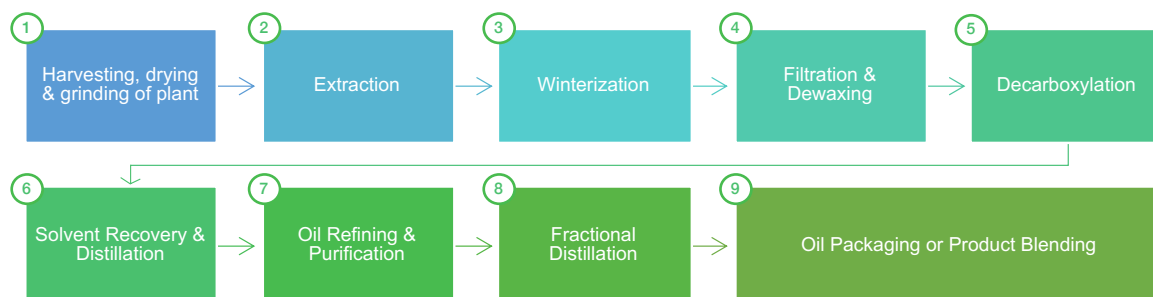 1
Harvesting, drying
& grinding of plant
2
Extraction
3
Winterization
4
Filtration &
Dewaxing
5
Decarboxylation
6
Solvent Recovery &
Distillation
7
Oil Refining &
Purification
8
Fractional
Distillation
9
Oil Packaging or Product Blending